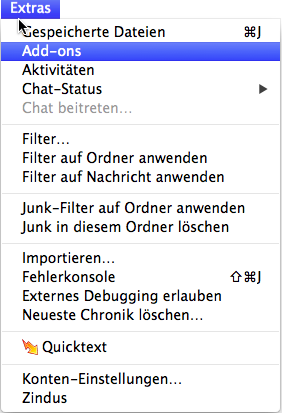 Extras
Gespeicherte Dateien ⌘J
Add-ons
Aktivitäten
Chat-Status ▶
Chat beitreten...
Filter...
Filter auf Ordner anwenden
Filter auf Nachricht anwenden
Junk-Filter auf Ordner anwenden
Junk in diesem Ordner löschen
Importieren...
Fehlerkonsole ⇧⌘J
Externes Debugging erlauben
Neueste Chronik löschen...
Quicktext
Konten-Einstellungen...
Zindus